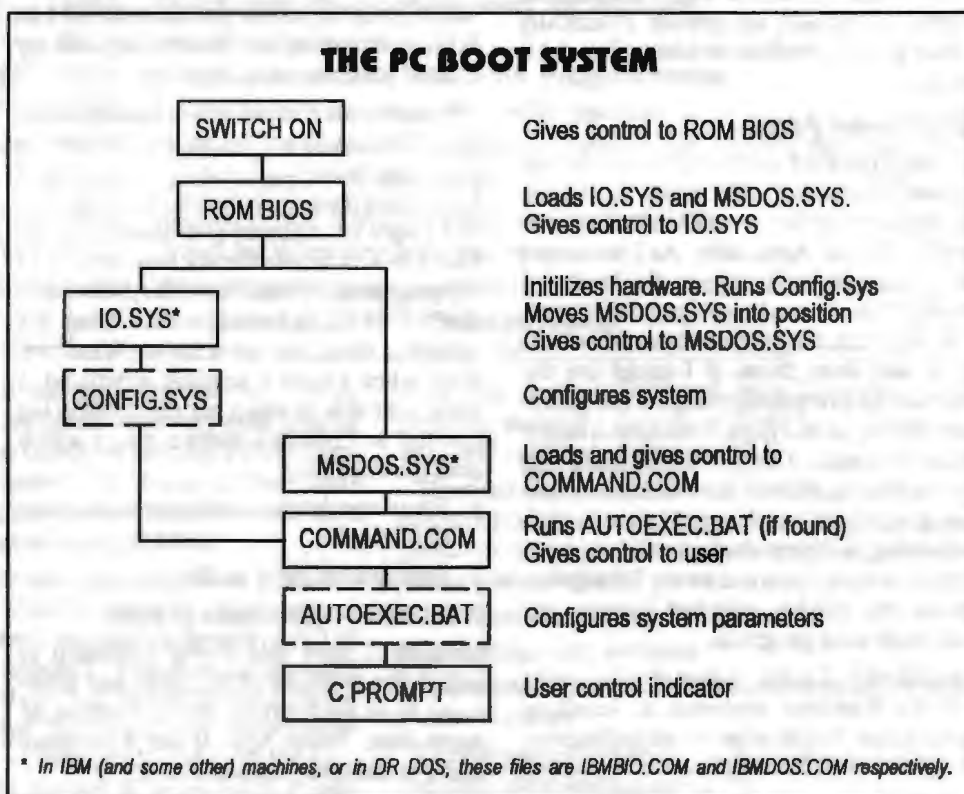 THE PC BOOT SYSTEM
SWITCH ON
Gives control to ROM BIOS
ROM BIOS
Loads IO.SYS and MSDOS.SYS.
Gives control to IO.SYS
IO.SYS*
Initilizes hardware. Runs Config.Sys
Moves MSDOS.SYS into position
Gives control to MSDOS.SYS
CONFIG.SYS
Configures system
MSDOS.SYS*
Loads and gives control to
COMMAND.COM
COMMAND.COM
Runs AUTOEXEC.BAT (if found)
Gives control to user
AUTOEXEC.BAT
Configures system parameters
C PROMPT
User control indicator
* In IBM (and some other) machines, or in DR DOS, these files are IBMBIO.COM and IBMDOS.COM respectively.